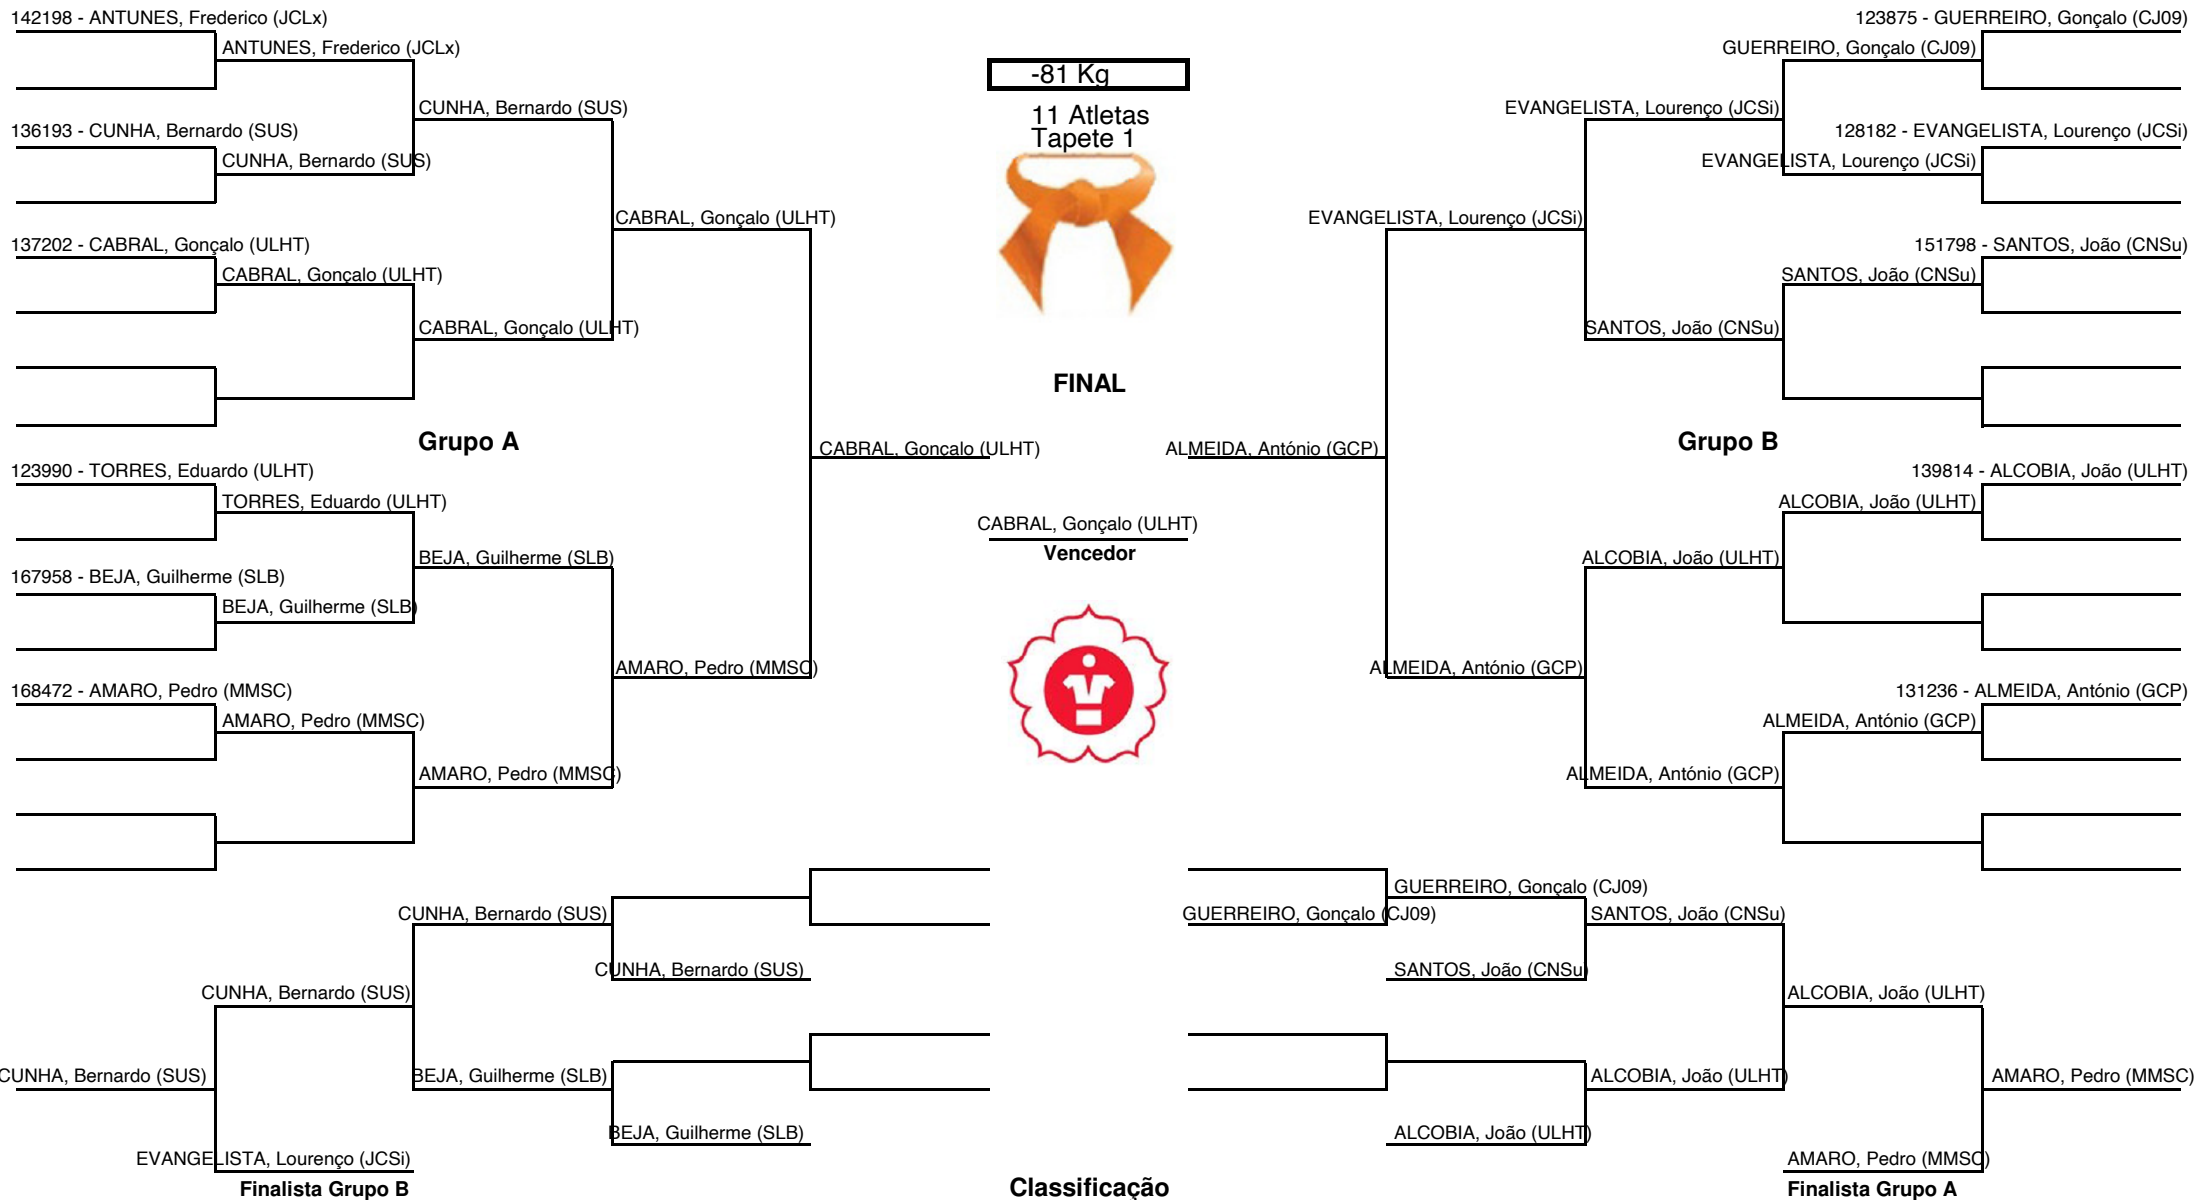 142198 - ANTUNES, Frederico (JCLx)
ANTUNES, Frederico (JCLx)
CUNHA, Bernardo (SUS)
136193 - CUNHA, Bernardo (SUS)
CUNHA, Bernardo (SUS)
CABRAL, Gonçalo (ULHT)
137202 - CABRAL, Gonçalo (ULHT)
CABRAL, Gonçalo (ULHT)
CABRAL, Gonçalo (ULHT)
Grupo A
CABRAL, Gonçalo (ULHT)
123990 - TORRES, Eduardo (ULHT)
TORRES, Eduardo (ULHT)
BEJA, Guilherme (SLB)
167958 - BEJA, Guilherme (SLB)
BEJA, Guilherme (SLB)
AMARO, Pedro (MMSC)
168472 - AMARO, Pedro (MMSC)
AMARO, Pedro (MMSC)
AMARO, Pedro (MMSC)
-81 Kg
11 Atletas
Tapete 1
FINAL
CABRAL, Gonçalo (ULHT)
Vencedor
123875 - GUERREIRO, Gonçalo (CJ09)
GUERREIRO, Gonçalo (CJ09)
EVANGELISTA, Lourenço (JCSi)
128182 - EVANGELISTA, Lourenço (JCSi)
EVANGELISTA, Lourenço (JCSi)
EVANGELISTA, Lourenço (JCSi)
151798 - SANTOS, João (CNSu)
SANTOS, João (CNSu)
SANTOS, João (CNSu)
Grupo B
ALMEIDA, António (GCP)
139814 - ALCOBIA, João (ULHT)
ALCOBIA, João (ULHT)
ALCOBIA, João (ULHT)
ALMEIDA, António (GCP)
131236 - ALMEIDA, António (GCP)
ALMEIDA, António (GCP)
ALMEIDA, António (GCP)
CUNHA, Bernardo (SUS)
CUNHA, Bernardo (SUS)
CUNHA, Bernardo (SUS)
CUNHA, Bernardo (SUS)
BEJA, Guilherme (SLB)
BEJA, Guilherme (SLB)
EVANGELISTA, Lourenço (JCSi)
Finalista Grupo B
GUERREIRO, Gonçalo (CJ09)
GUERREIRO, Gonçalo (CJ09)
SANTOS, João (CNSu)
SANTOS, João (CNSu)
ALCOBIA, João (ULHT)
ALCOBIA, João (ULHT)
AMARO, Pedro (MMSC)
ALCOBIA, João (ULHT)
AMARO, Pedro (MMSC)
Finalista Grupo A
Classificação